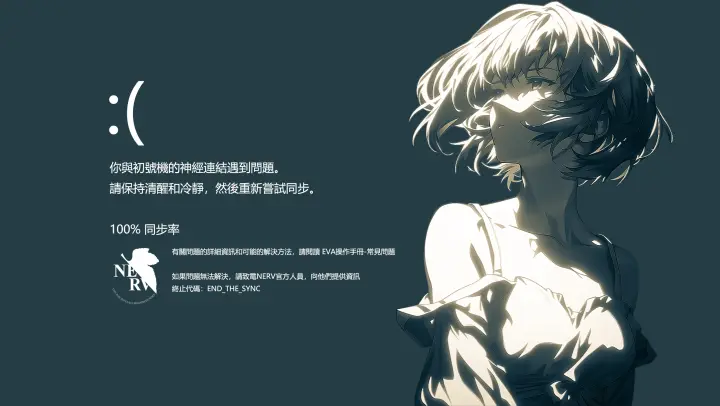 :(
你與初號機的神經連結遇到問題。
請保持清醒和冷靜，然後重新嘗試同步。
100% 同步率
有關問題的詳細資訊和可能的解決方法，請閱讀 EVA操作手冊-常見問題
NERV
如果問題無法解決，請致電NERV官方人員，向他們提供資訊
終止代碼：END_THE_SYNC